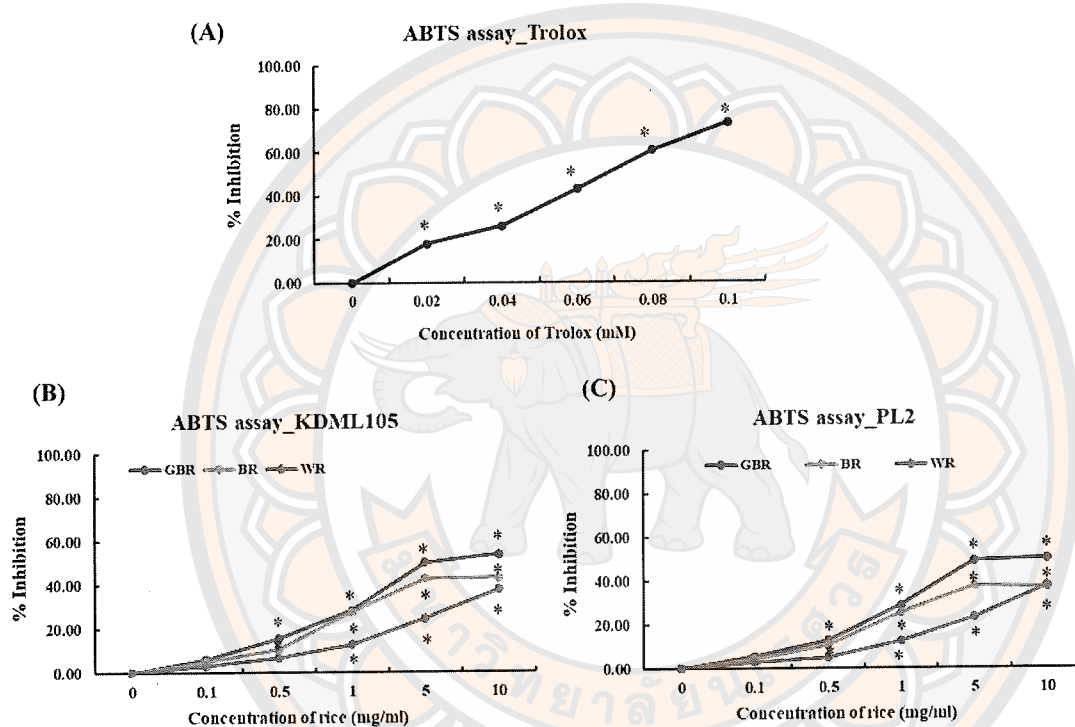 (A)
ABTS assay_Trolox
% Inhibition
100.00
80.00
60.00
40.00
20.00
0.00
* * * * *
0 0.02 0.04 0.06 0.08 0.1
Concentration of Trolox (mM)
(B)
ABTS assay_KDML105
GBR BR WR
% Inhibition
100.00
80.00
60.00
40.00
20.00
0.00
0 0.1 0.5 1 5 10
Concentration of rice (mg/ml)
(C)
ABTS assay_PL2
GBR BR WR
% Inhibition
100.00
80.00
60.00
40.00
20.00
0.00
0 0.1 0.5 1 5 10
Concentration of rice (mg/ml)